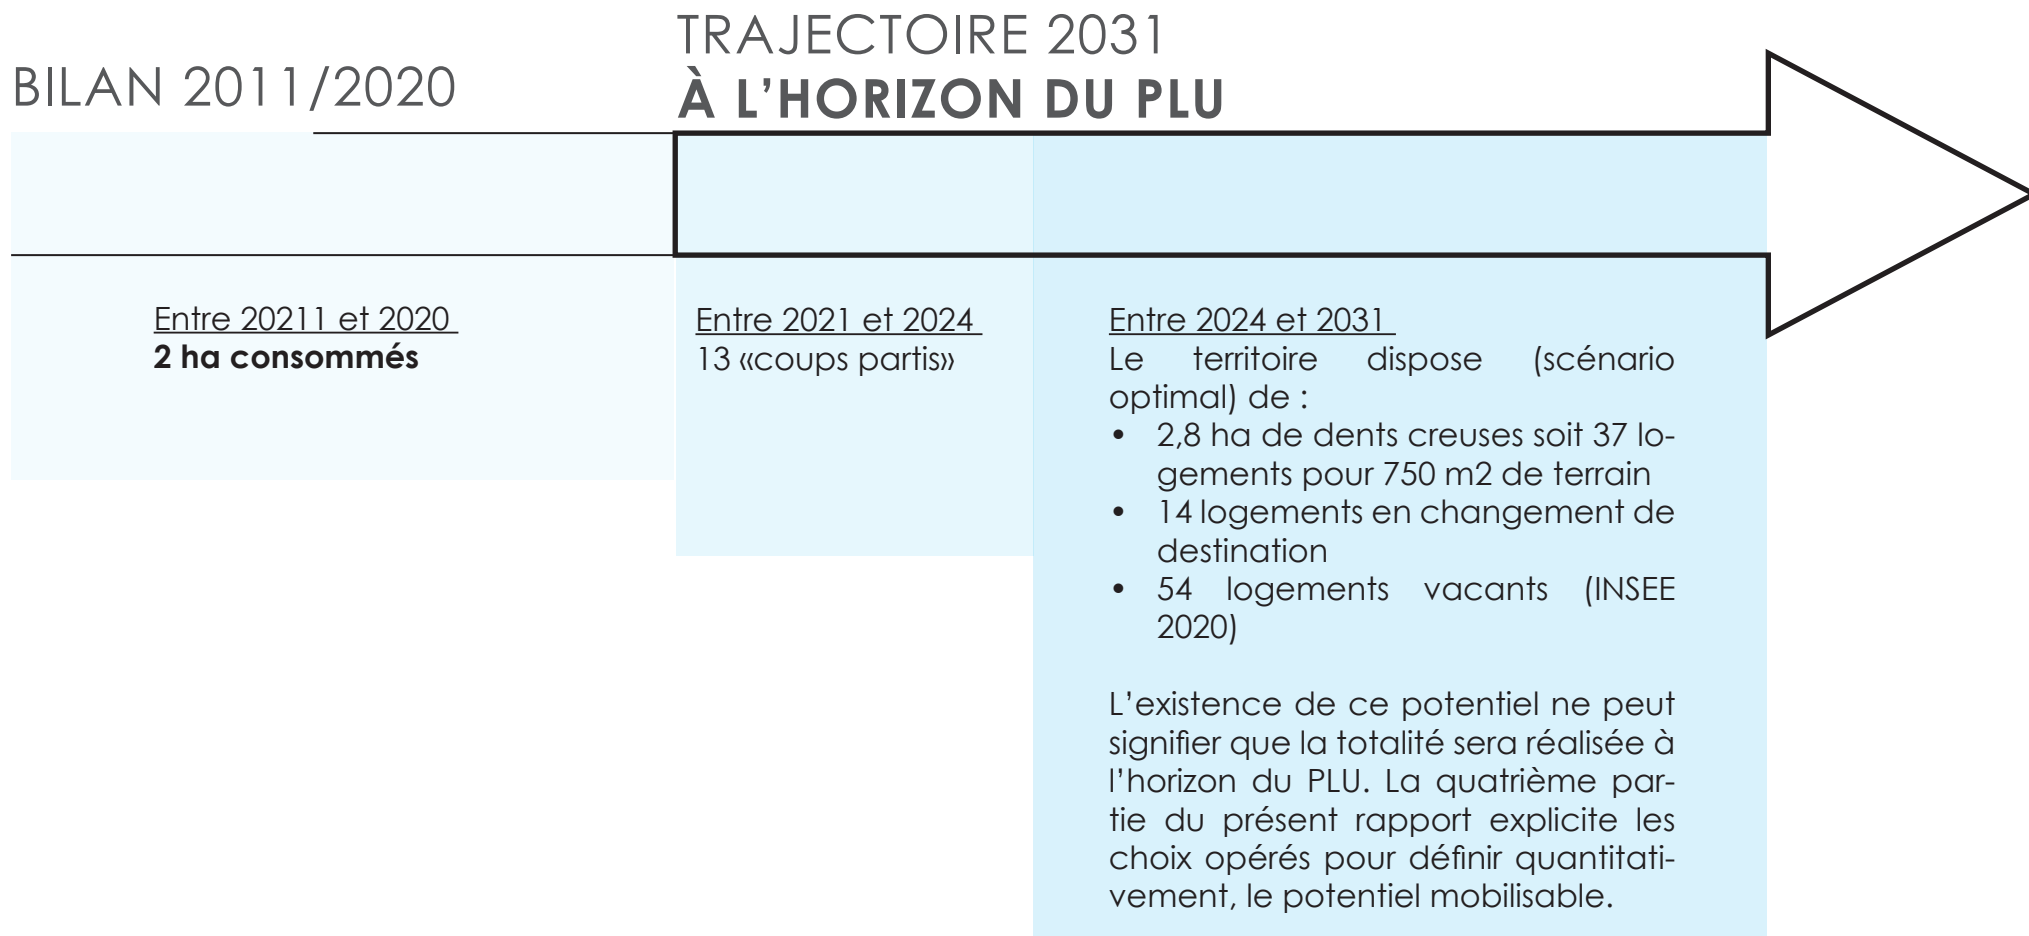 BILAN 2011/2020
TRAJECTOIRE 2031
À L’HORIZON DU PLU
Entre 20211 et 2020
2 ha consommés
Entre 2021 et 2024
13 «coups partis»
Entre 2024 et 2031
Le territoire dispose (scénario
optimal) de :
• 2,8 ha de dents creuses soit 37 lo-
gements pour 750 m2 de terrain
• 14 logements en changement de
destination
• 54 logements vacants (INSEE
2020)
L’existence de ce potentiel ne peut
signifier que la totalité sera réalisée à
l’horizon du PLU. La quatrième par-
tie du présent rapport explicite les
choix opérés pour définir quantitati-
vement, le potentiel mobilisable.